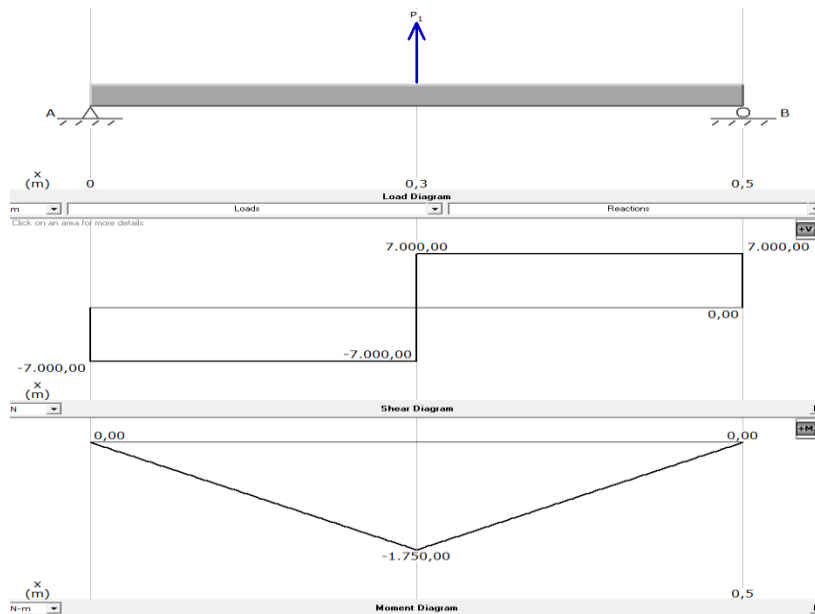 P1
A
B
x
(m)
0
0,3
0,5
Load Diagram
m
Loads
Reactions
Click on an area for more details
+V
7.000,00
7.000,00
0,00
-7.000,00
-7.000,00
x
(m)
N
Shear Diagram
+M
0,00
0,00
-1.750,00
x
(m)
0,5
N-m
Moment Diagram